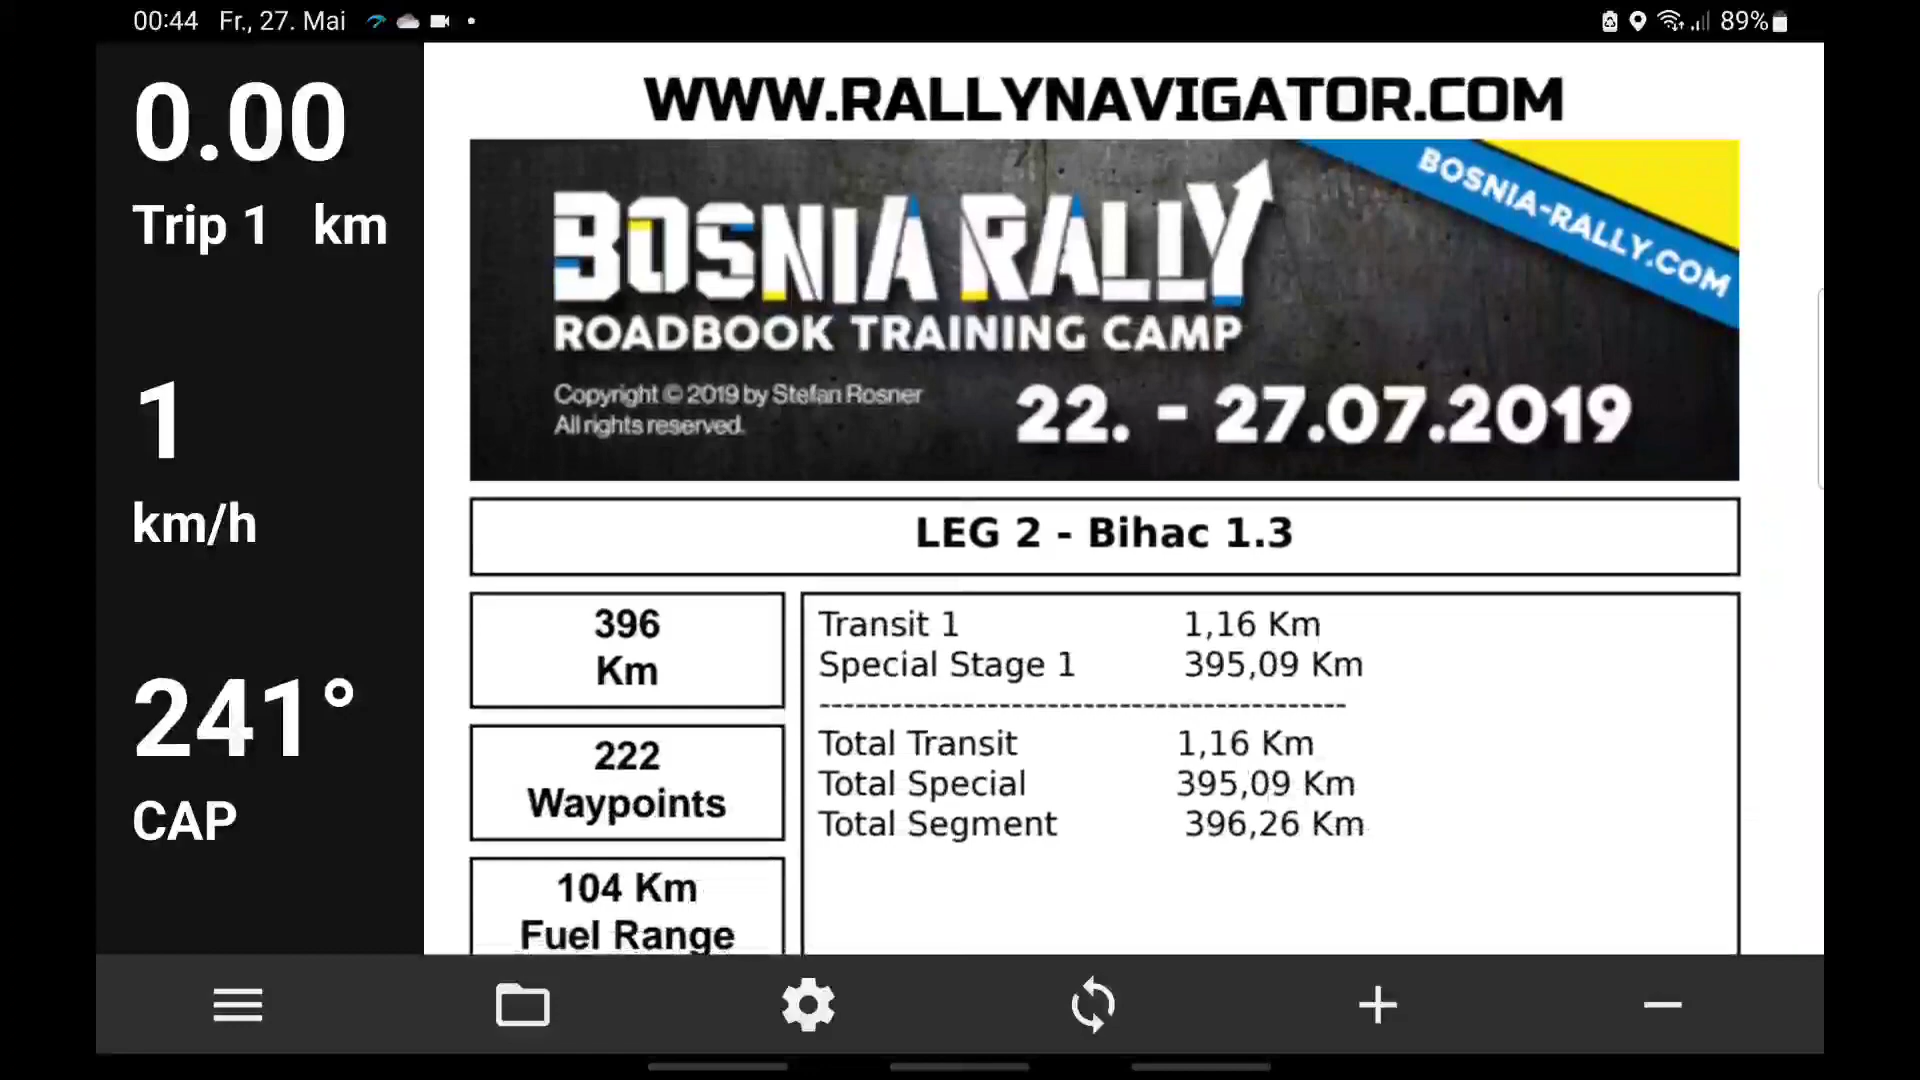 00:44 Fr., 27. Mai
89%
0.00
Trip 1 km
1
km/h
241°
CAP
WWW.RALLYNAVIGATOR.COM
BOSNIA-RALLY.COM
BOSNIA RALLY
ROADBOOK TRAINING CAMP
Copyright © 2019 by Stefan Rosner
All rights reserved.
22. - 27.07.2019
LEG 2 - Bihac 1.3
396
Km
222
Waypoints
104 Km
Fuel Range
Transit 1 1,16 Km
Special Stage 1 395,09 Km
--------------------------------------------
Total Transit 1,16 Km
Total Special 395,09 Km
Total Segment 396,26 Km